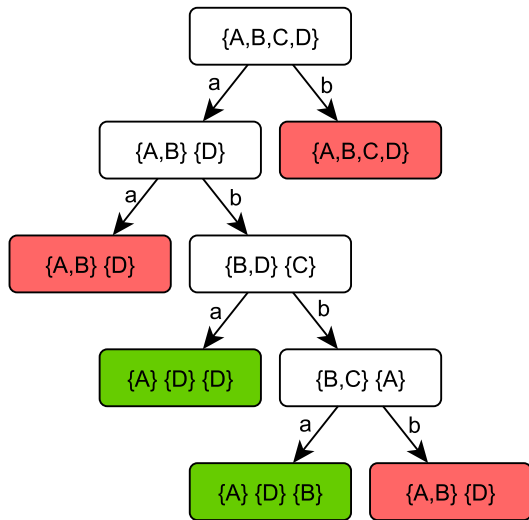 {A,B,C,D}
a
b
{A,B} {D}
{A,B,C,D}
a
b
{A,B} {D}
{B,D} {C}
a
b
{A} {D} {D}
{B,C} {A}
a
b
{A} {D} {B}
{A,B} {D}